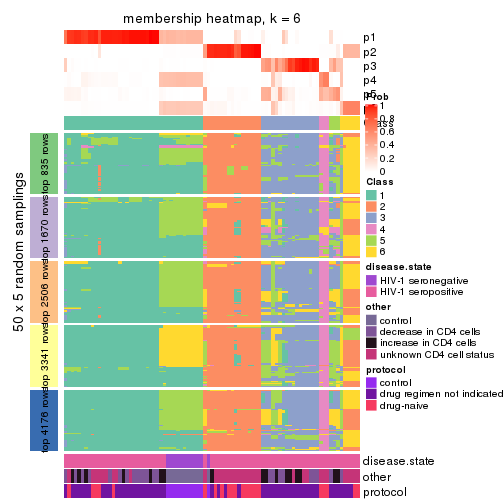 membership heatmap, k = 6
p1
p2
p3
p4
p5
Prob
1
0.8
0.6
0.4
0.2
0
Class
Class
1
2
3
4
5
6
disease.state
HIV-1 seronegative
HIV-1 seropositive
other
control
decrease in CD4 cells
increase in CD4 cells
unknown CD4 cell status
protocol
control
drug regimen not indicated
drug-naive
50 x 5 random samplings
top 835 rows
top 1670 rows
top 2506 rows
top 3341 rows
top 4176 rows
disease.state
other
protocol